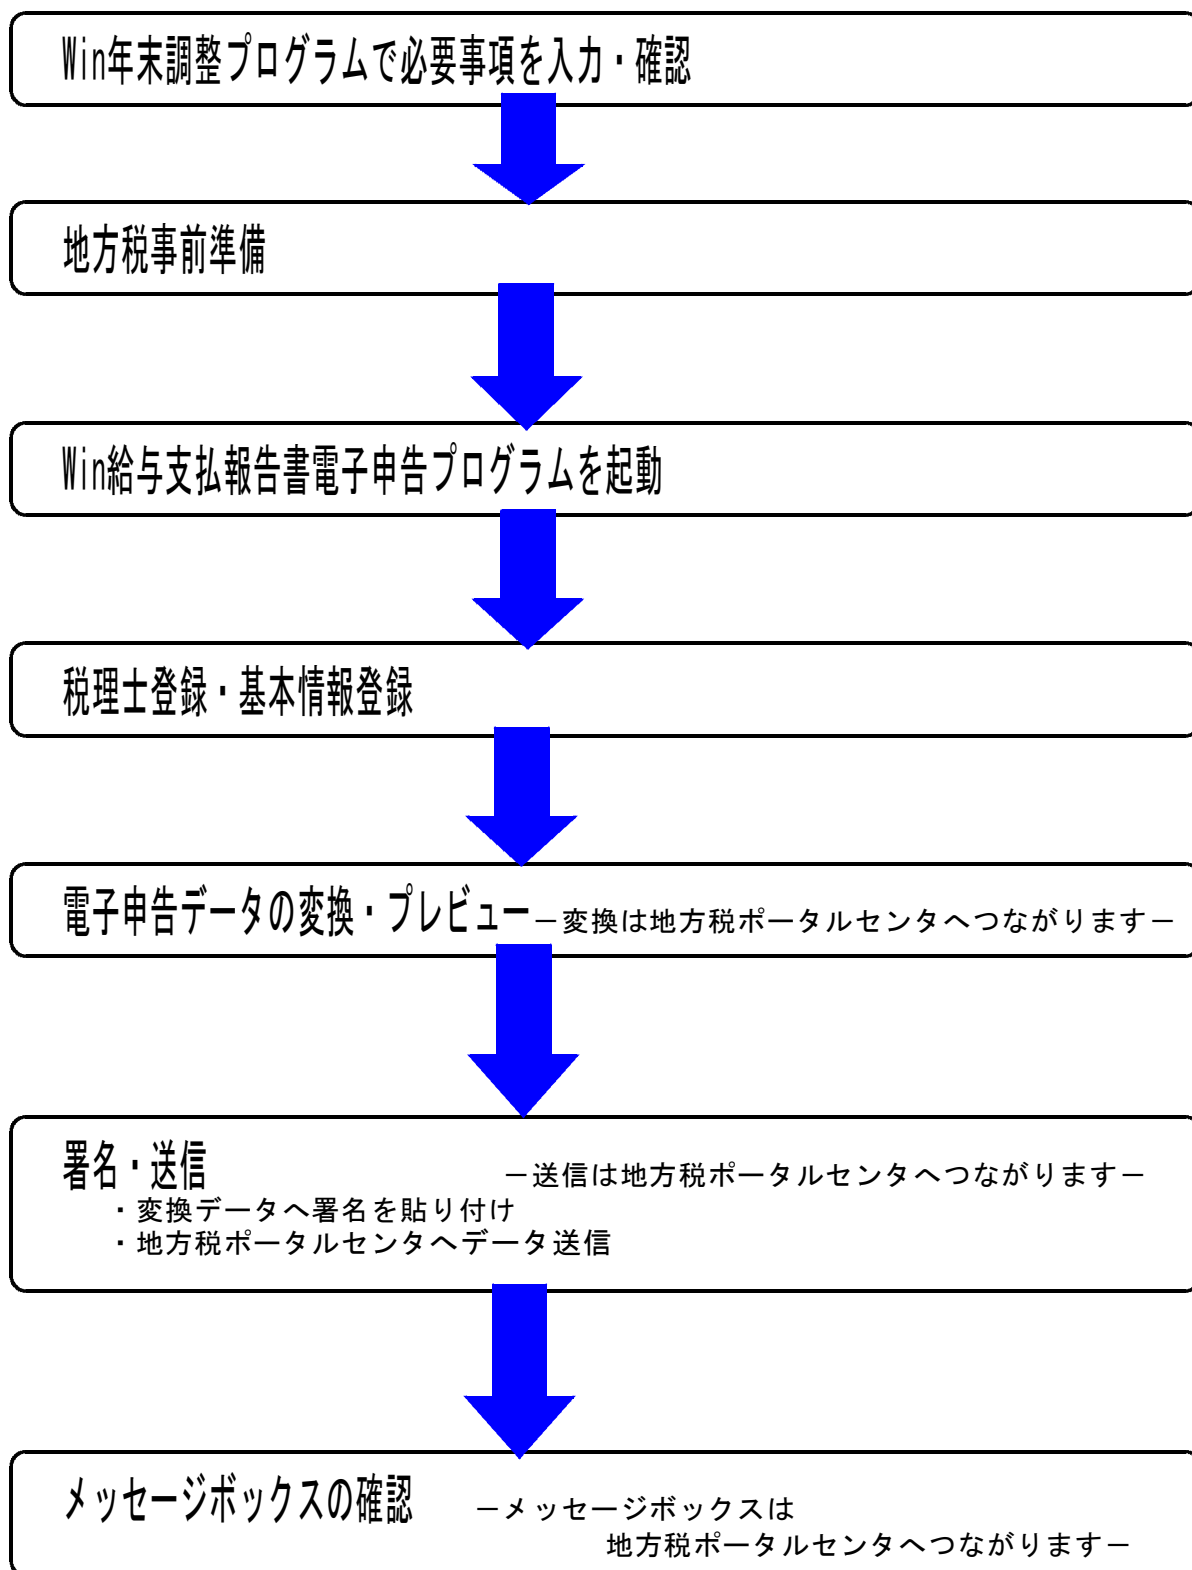 Win年末調整プログラムで必要事項を入力・確認
地方税事前準備
Win給与支払報告書電子申告プログラムを起動
税理士登録・基本情報登録
電子申告データの変換・プレビュー－変換は地方税ポータルセンタへつながります－
署名・送信　－送信は地方税ポータルセンタへつながります－
・変換データへ署名を貼り付け
・地方税ポータルセンタへデータ送信
メッセージボックスの確認　－メッセージボックスは
地方税ポータルセンタへつながります－